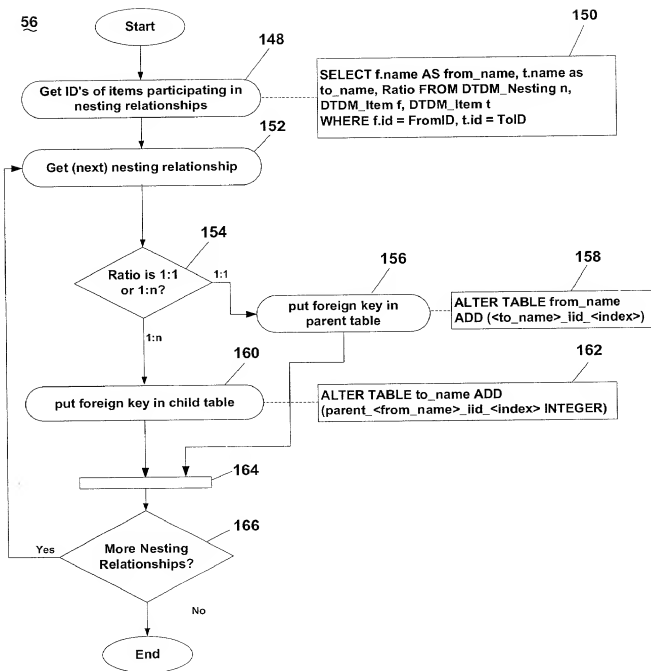 56
Start
148
150
Get ID's of items participating in
nesting relationships
SELECT f.name AS from_name, t.name as
to_name, Ratio FROM DTDM_Nesting n,
DTDM_Item f, DTDM_Item t
WHERE f.id = FromID, t.id = ToID
152
Get (next) nesting relationship
154
Ratio is 1:1
or 1:n?
1:1
156
put foreign key in
parent table
158
ALTER TABLE from_name
ADD (<to_name>_iid_<index>)
1:n
160
put foreign key in child table
162
ALTER TABLE to_name ADD
(parent_<from_name>_iid_<index> INTEGER)
164
166
More Nesting
Relationships?
Yes
No
End